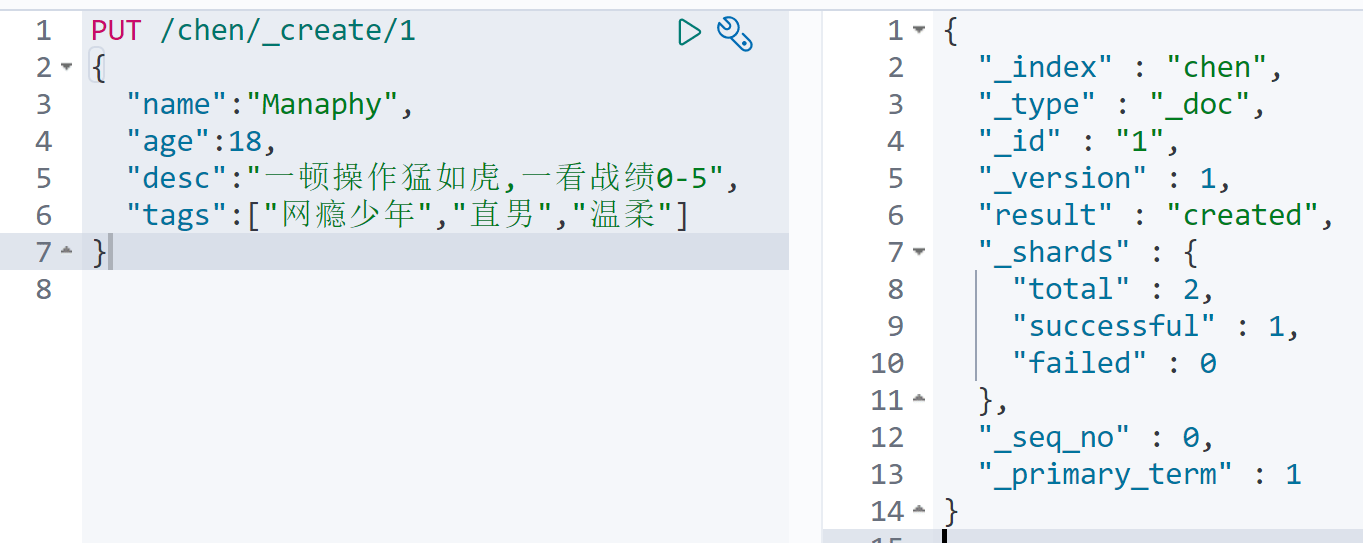 1 PUT /chen/_create/1
2 {
3 "name":"Manaphy",
4 "age":18,
5 "desc":"一顿操作猛如虎,一看战绩0-5",
6 "tags":["网瘾少年","直男","温柔"]
7 }
8
1 {
2 "_index" : "chen",
3 "_type" : "_doc",
4 "_id" : "1",
5 "_version" : 1,
6 "result" : "created",
7 "_shards" : {
8 "total" : 2,
9 "successful" : 1,
10 "failed" : 0
11 },
12 "_seq_no" : 0,
13 "_primary_term" : 1
14 }
15